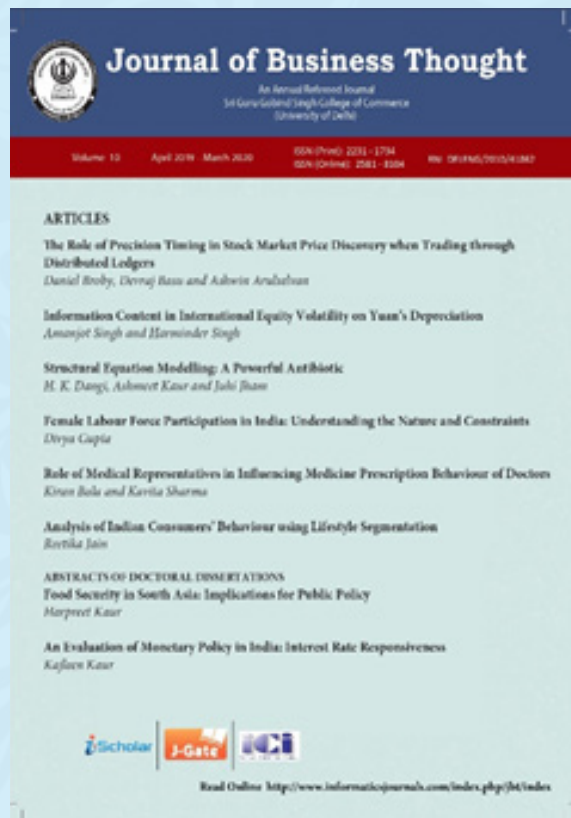 Journal of Business Thought
An Annual Refereed Journal
Sri Guru Gobind Singh College of Commerce
(University of Delhi)
Volume 10 April 2019 - March 2020
ISSN (Print): 2231 - 1734
ISSN (Online): 2581 - 8104
RNI
ARTICLES
The Role of Precision Timing in Stock Market Price Discovery when Trading through
Distributed Ledgers
Daniel Broby, Devraj Basu and Ashwin Arulselvan
Information Content in International Equity Volatility on Yuan's Depreciation
Amanjot Singh and Harminder Singh
Structural Equation Modelling: A Powerful Antibiotic
H. K. Dangi, Ashmeet Kaur and Juhi Jham
Female Labour Force Participation in India: Understanding the Nature and Constraints
Divya Gupta
Role of Medical Representatives in Influencing Medicine Prescription Behaviour of Doctors
Kiran Bala and Kavita Sharma
Analysis of Indian Consumers' Behaviour using Lifestyle Segmentation
Reetika Jain
ABSTRACTS OF DOCTORAL DISSERTATIONS
Food Security in South Asia: Implications for Public Policy
Harpreet Kaur
An Evaluation of Monetary Policy in India: Interest Rate Responsiveness
Kajleen Kaur
iScholar J-Gate ici
Read Online http://www.informaticsjournals.com/index.php/jbt/index